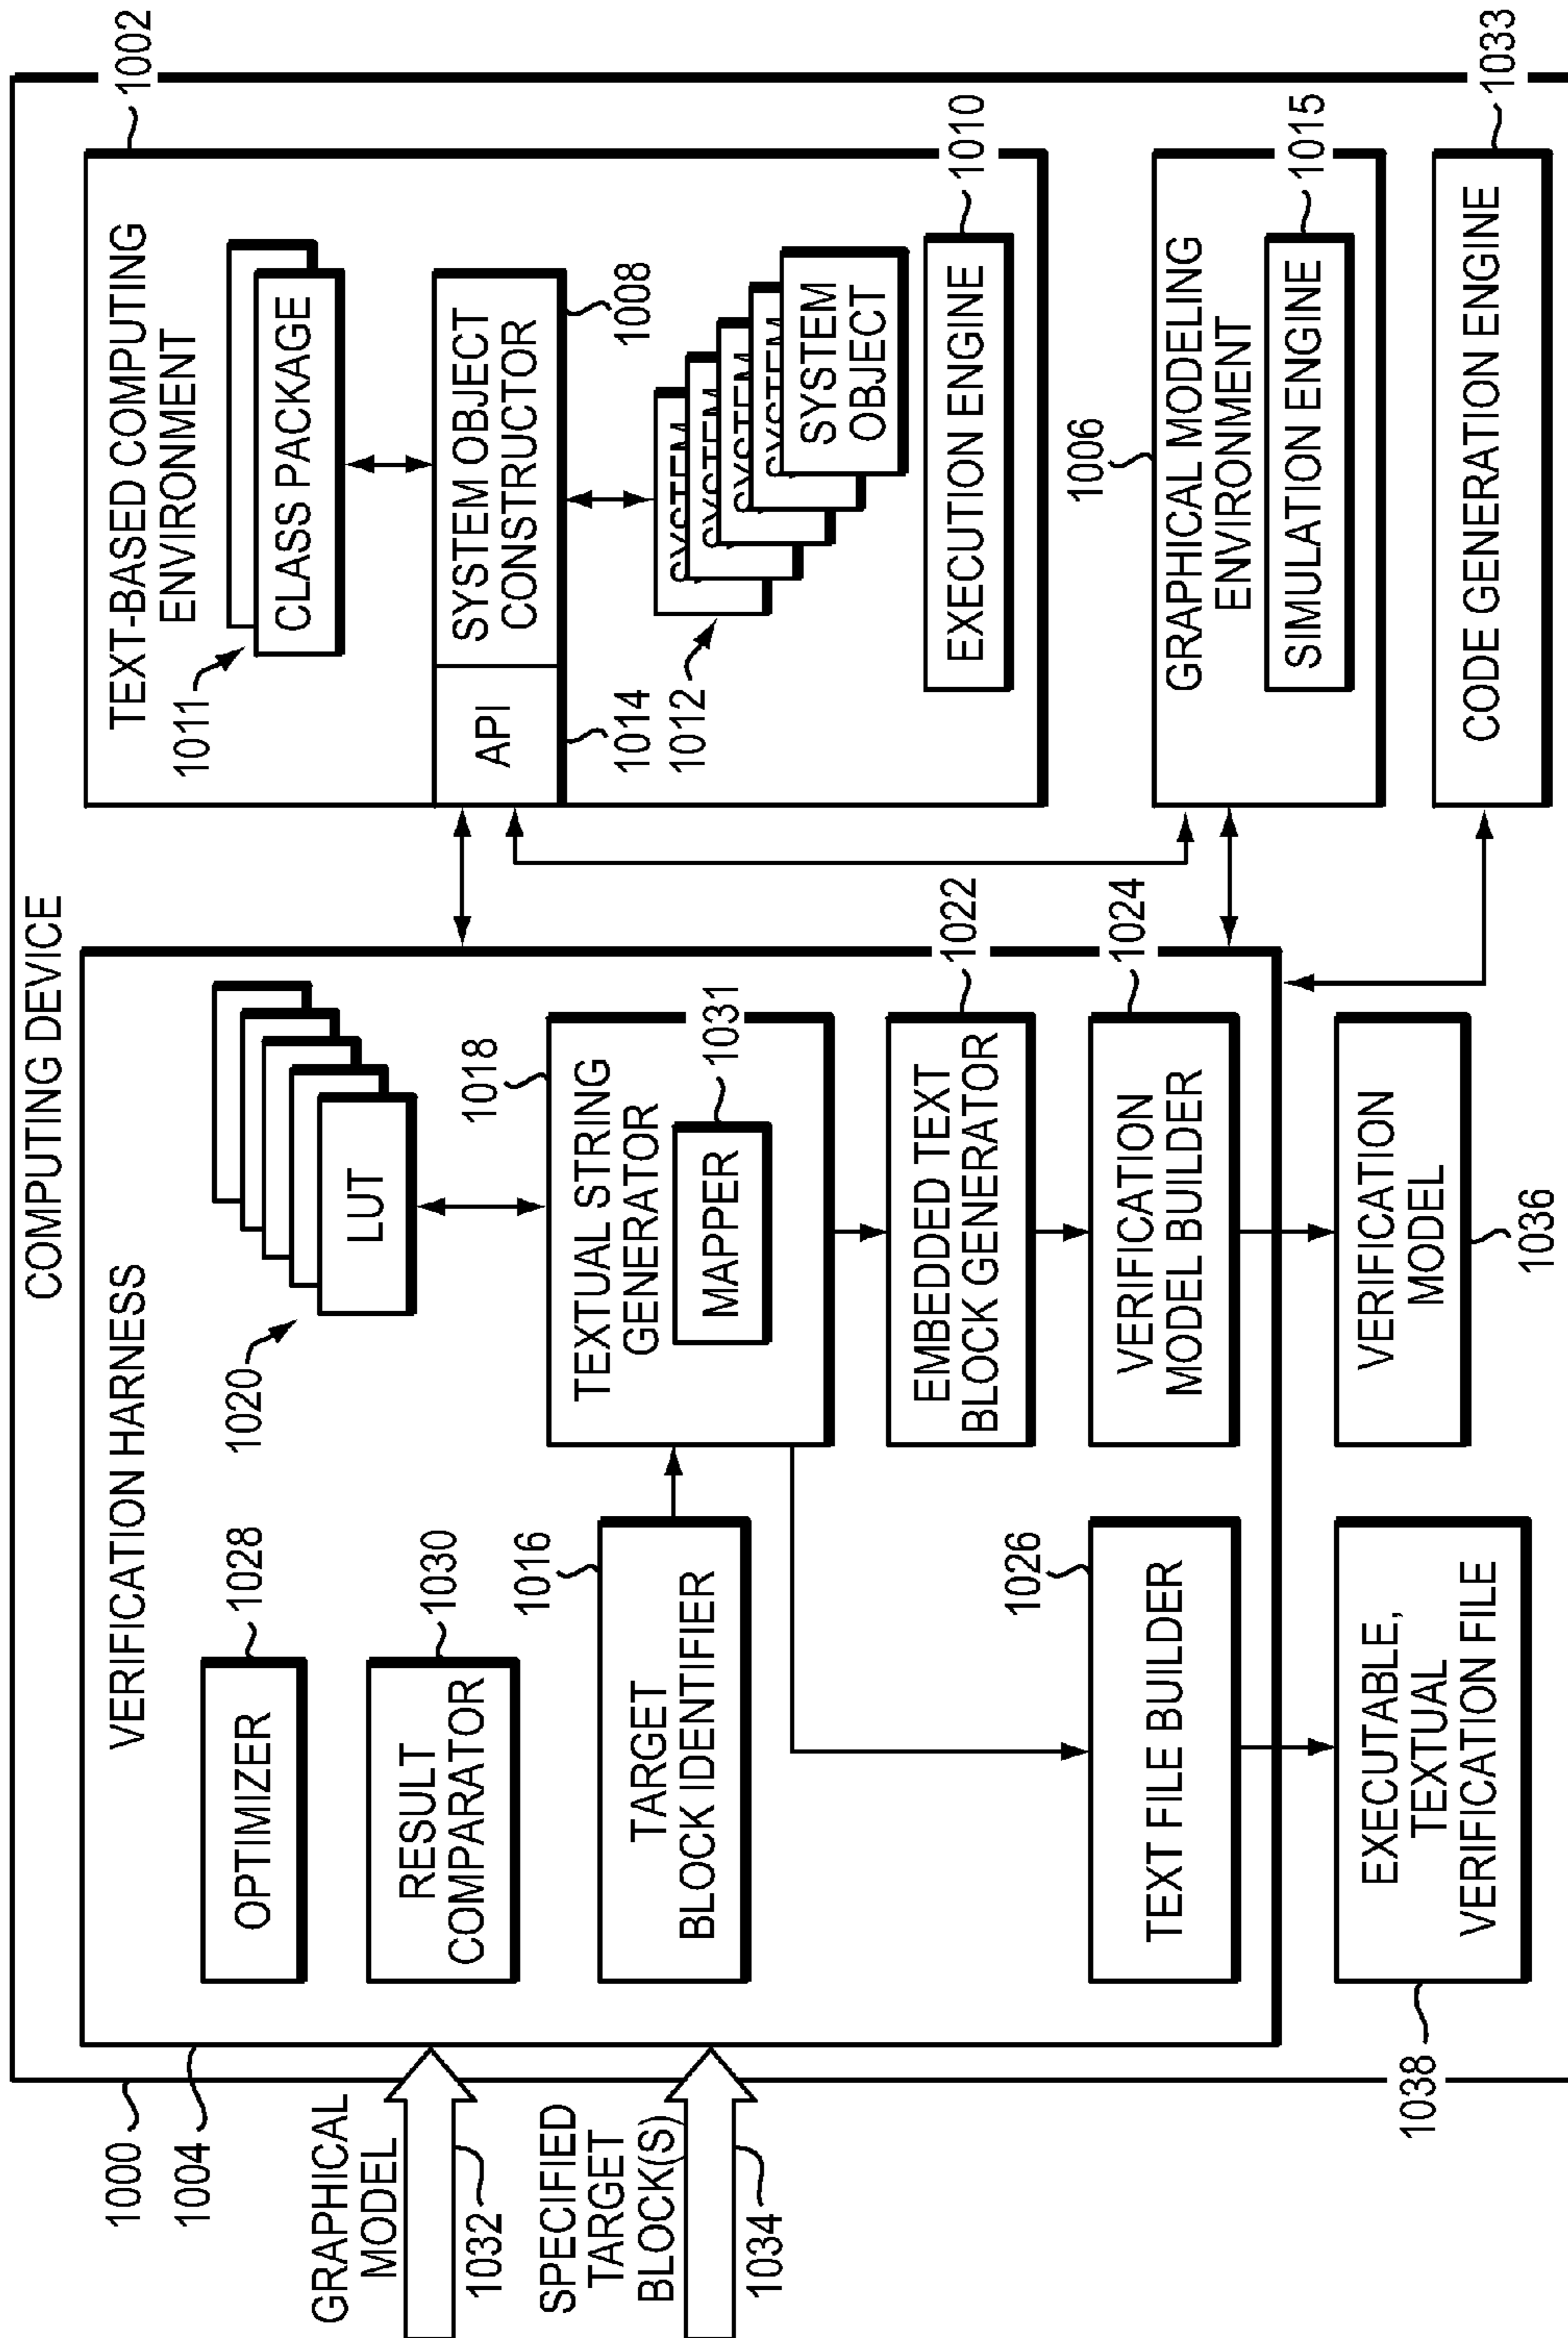 COMPUTING DEVICE
1000
1004
VERIFICATION HARNESS
GRAPHICAL
MODEL
1032
SPECIFIED
TARGET
BLOCK(S)
1034
OPTIMIZER
1028
RESULT
COMPARATOR
1030
TARGET
BLOCK IDENTIFIER
1016
1020
LUT
1018
TEXTUAL STRING
GENERATOR
MAPPER
1031
EMBEDDED TEXT
BLOCK GENERATOR
1022
VERIFICATION
MODEL BUILDER
1024
TEXT FILE BUILDER
1026
EXECUTABLE,
TEXTUAL
VERIFICATION FILE
1038
VERIFICATION
MODEL
1036
TEXT-BASED COMPUTING
ENVIRONMENT
1002
1011
CLASS PACKAGE
API
1014
SYSTEM OBJECT
CONSTRUCTOR
1008
1012
SYSTEM
SYSTEM
SYSTEM
SYSTEM
SYSTEM
OBJECT
EXECUTION ENGINE
1010
1006
GRAPHICAL MODELING
ENVIRONMENT
SIMULATION ENGINE
1015
CODE GENERATION ENGINE
1033